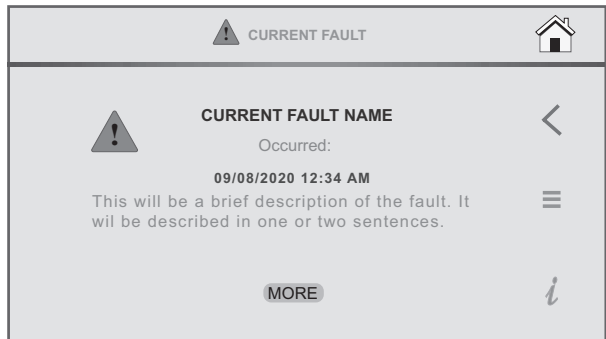 CURRENT FAULT
CURRENT FAULT NAME
Occurred:
09/08/2020 12:34 AM
This will be a brief description of the fault. It
wil be described in one or two sentences.
MORE
i